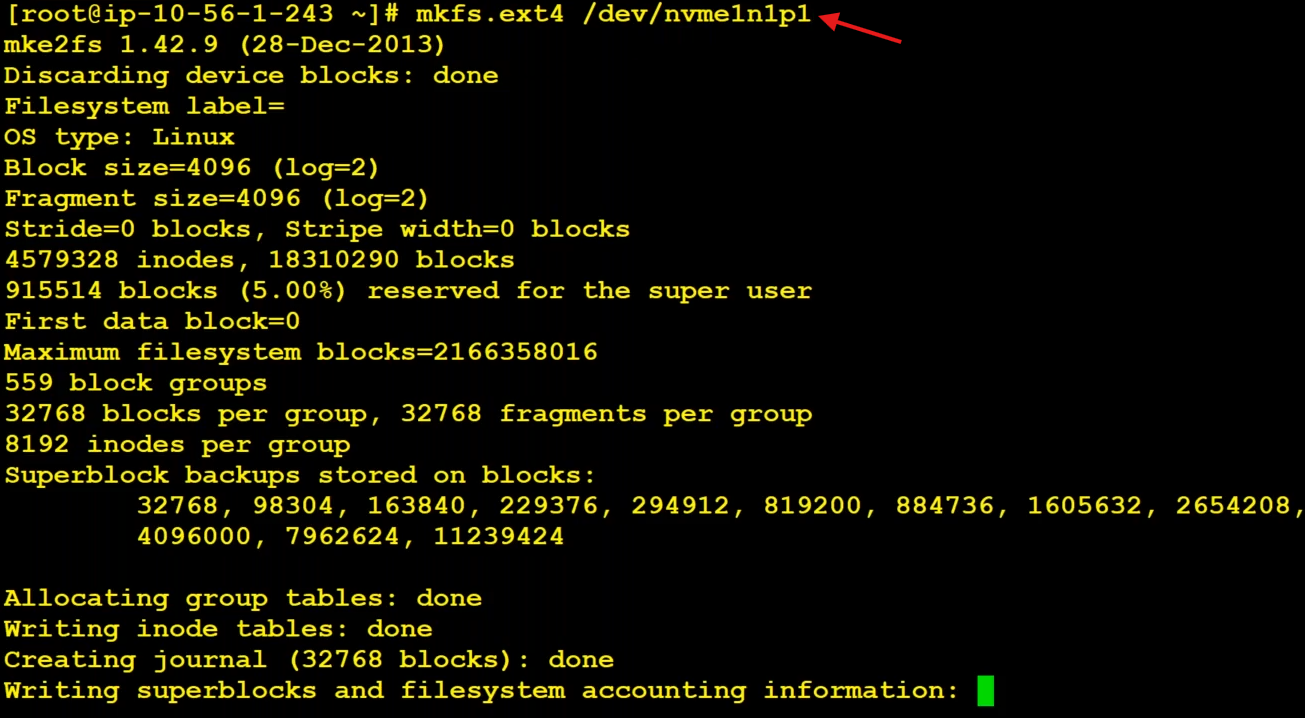 [root@ip-10-56-1-243 ~]# mkfs.ext4 /dev/nvme1n1p1
mke2fs 1.42.9 (28-Dec-2013)
Discarding device blocks: done
Filesystem label=
OS type: Linux
Block size=4096 (log=2)
Fragment size=4096 (log=2)
Stride=0 blocks, Stripe width=0 blocks
4579328 inodes, 18310290 blocks
915514 blocks (5.00%) reserved for the super user
First data block=0
Maximum filesystem blocks=2166358016
559 block groups
32768 blocks per group, 32768 fragments per group
8192 inodes per group
Superblock backups stored on blocks:
32768, 98304, 163840, 229376, 294912, 819200, 884736, 1605632, 2654208,
4096000, 7962624, 11239424
Allocating group tables: done
Writing inode tables: done
Creating journal (32768 blocks): done
Writing superblocks and filesystem accounting information: